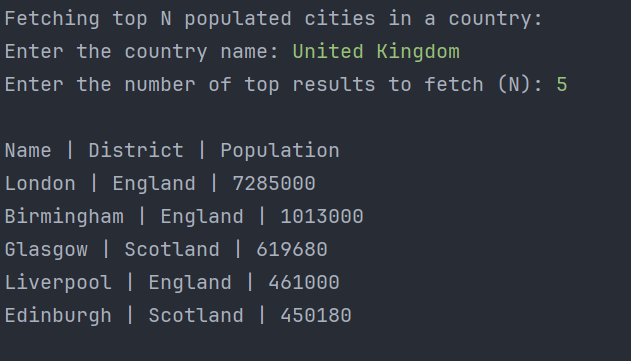 Fetching top N populated cities in a country:
Enter the country name: United Kingdom
Enter the number of top results to fetch (N): 5
Name | District | Population
London | England | 7285000
Birmingham | England | 1013000
Glasgow | Scotland | 619680
Liverpool | England | 461000
Edinburgh | Scotland | 450180